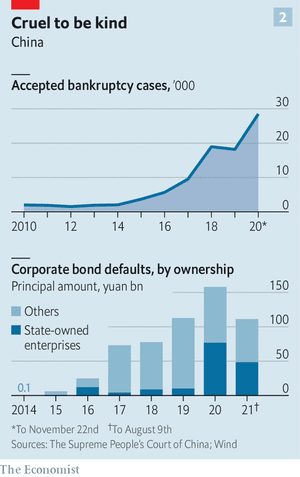 2
Cruel to be kind
China
Accepted bankruptcy cases, ’000
30
20
10
0
2010 12 14 16 18 20*
Corporate bond defaults, by ownership
Principal amount, yuan bn
150
Others
State-owned
enterprises
100
50
0.1
0
2014 15 16 17 18 19 20 21†
*To November 22nd †To August 9th
Sources: The Supreme People’s Court of China; Wind
The Economist